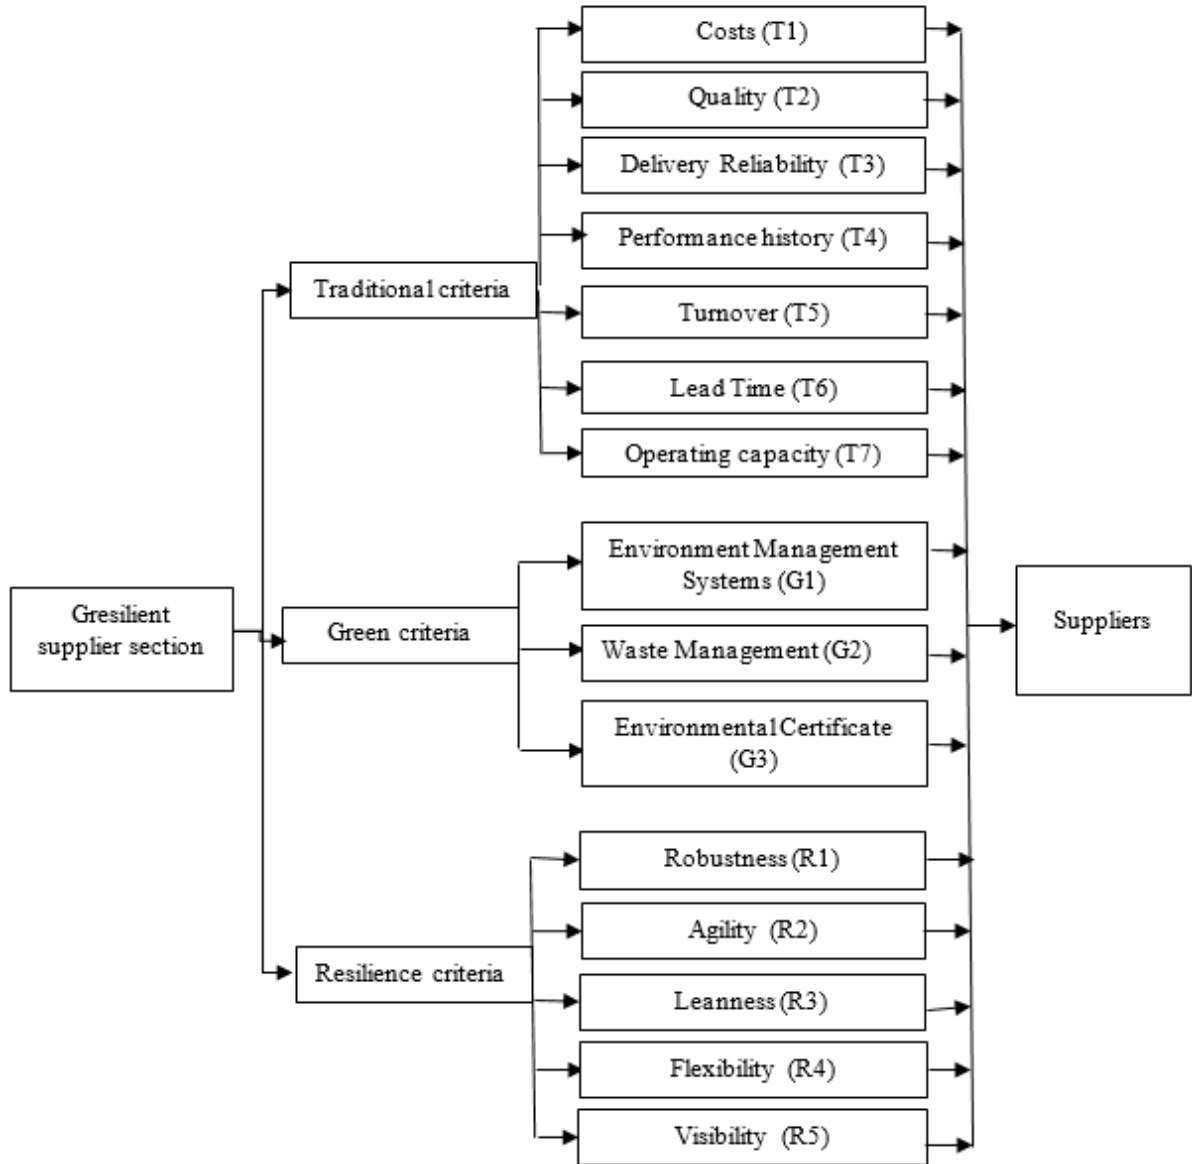 Costs (T1)
Quality (T2)
Delivery Reliability (T3)
Performance history (T4)
Traditional criteria
Turnover (T5)
Lead Time (T6)
Operating capacity (T7)
Environment Management
Systems (G1)
Gresilient
supplier section
Green criteria
Waste Management (G2)
Suppliers
Environmental Certificate
(G3)
Robustness (R1)
Agility (R2)
Resilience criteria
Leanness (R3)
Flexibility (R4)
Visibility (R5)